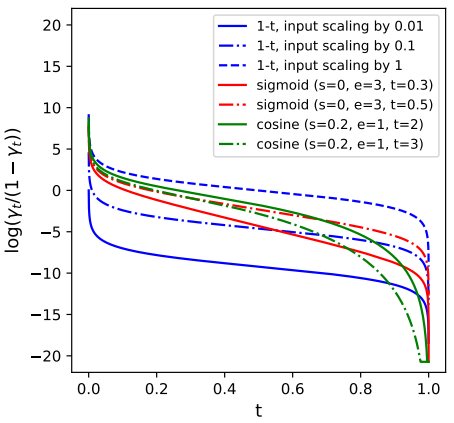 20
15
10
5
0
−5
−10
−15
−20
log(γt/(1 − γt))
1-t, input scaling by 0.01
1-t, input scaling by 0.1
1-t, input scaling by 1
sigmoid (s=0, e=3, t=0.3)
sigmoid (s=0, e=3, t=0.5)
cosine (s=0.2, e=1, t=2)
cosine (s=0.2, e=1, t=3)
0.0 0.2 0.4 0.6 0.8 1.0
t